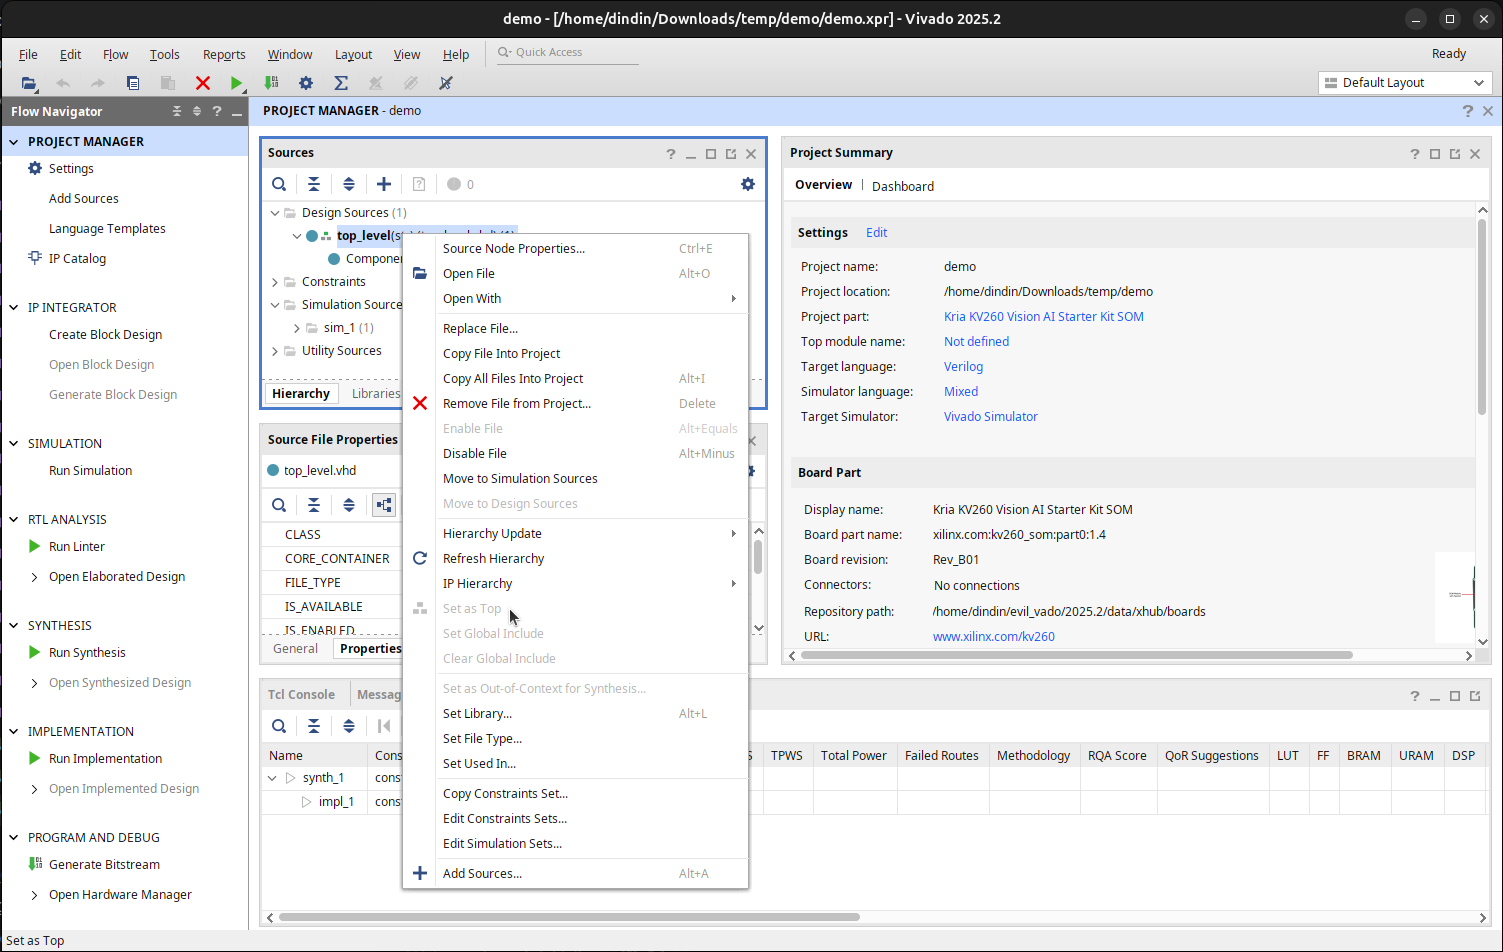 demo - [/home/dindin/Downloads/temp/demo/demo.xpr] - Vivado 2025.2
File Edit Flow Tools Reports Window Layout View Help Quick Access Ready
Default Layout
Flow Navigator
PROJECT MANAGER
Settings
Add Sources
Language Templates
IP Catalog
IP INTEGRATOR
Create Block Design
Open Block Design
Generate Block Design
SIMULATION
Run Simulation
RTL ANALYSIS
Run Linter
Open Elaborated Design
SYNTHESIS
Run Synthesis
Open Synthesized Design
IMPLEMENTATION
Run Implementation
Open Implemented Design
PROGRAM AND DEBUG
Generate Bitstream
Open Hardware Manager
PROJECT MANAGER - demo
Sources
0
Design Sources (1)
top_level
Componen
Constraints
Simulation Source
sim_1 (1)
Utility Sources
Hierarchy Libraries
Source File Properties
top_level.vhd
CLASS
CORE_CONTAINER
FILE_TYPE
IS_AVAILABLE
IS_ENABLED
General Properties
Source Node Properties... Ctrl+E
Open File Alt+O
Open With
Replace File...
Copy File Into Project
Copy All Files Into Project Alt+I
Remove File from Project... Delete
Enable File Alt+Equals
Disable File Alt+Minus
Move to Simulation Sources
Move to Design Sources
Hierarchy Update
Refresh Hierarchy
IP Hierarchy
Set as Top
Set Global Include
Clear Global Include
Set as Out-of-Context for Synthesis...
Set Library... Alt+L
Set File Type...
Set Used In...
Copy Constraints Set...
Edit Constraints Sets...
Edit Simulation Sets...
Add Sources... Alt+A
Project Summary
Overview | Dashboard
Settings Edit
Project name: demo
Project location: /home/dindin/Downloads/temp/demo
Project part: Kria KV260 Vision AI Starter Kit SOM
Top module name: Not defined
Target language: Verilog
Simulator language: Mixed
Target Simulator: Vivado Simulator
Board Part
Display name: Kria KV260 Vision AI Starter Kit SOM
Board part name: xilinx.com:kv260_som:part0:1.4
Board revision: Rev_B01
Connectors: No connections
Repository path: /home/dindin/evil_vado/2025.2/data/xhub/boards
URL: www.xilinx.com/kv260
Tcl Console Messag
Name Cons S TPWS Total Power Failed Routes Methodology RQA Score QoR Suggestions LUT FF BRAM URAM DSP
synth_1 cons
impl_1 cons
Set as Top